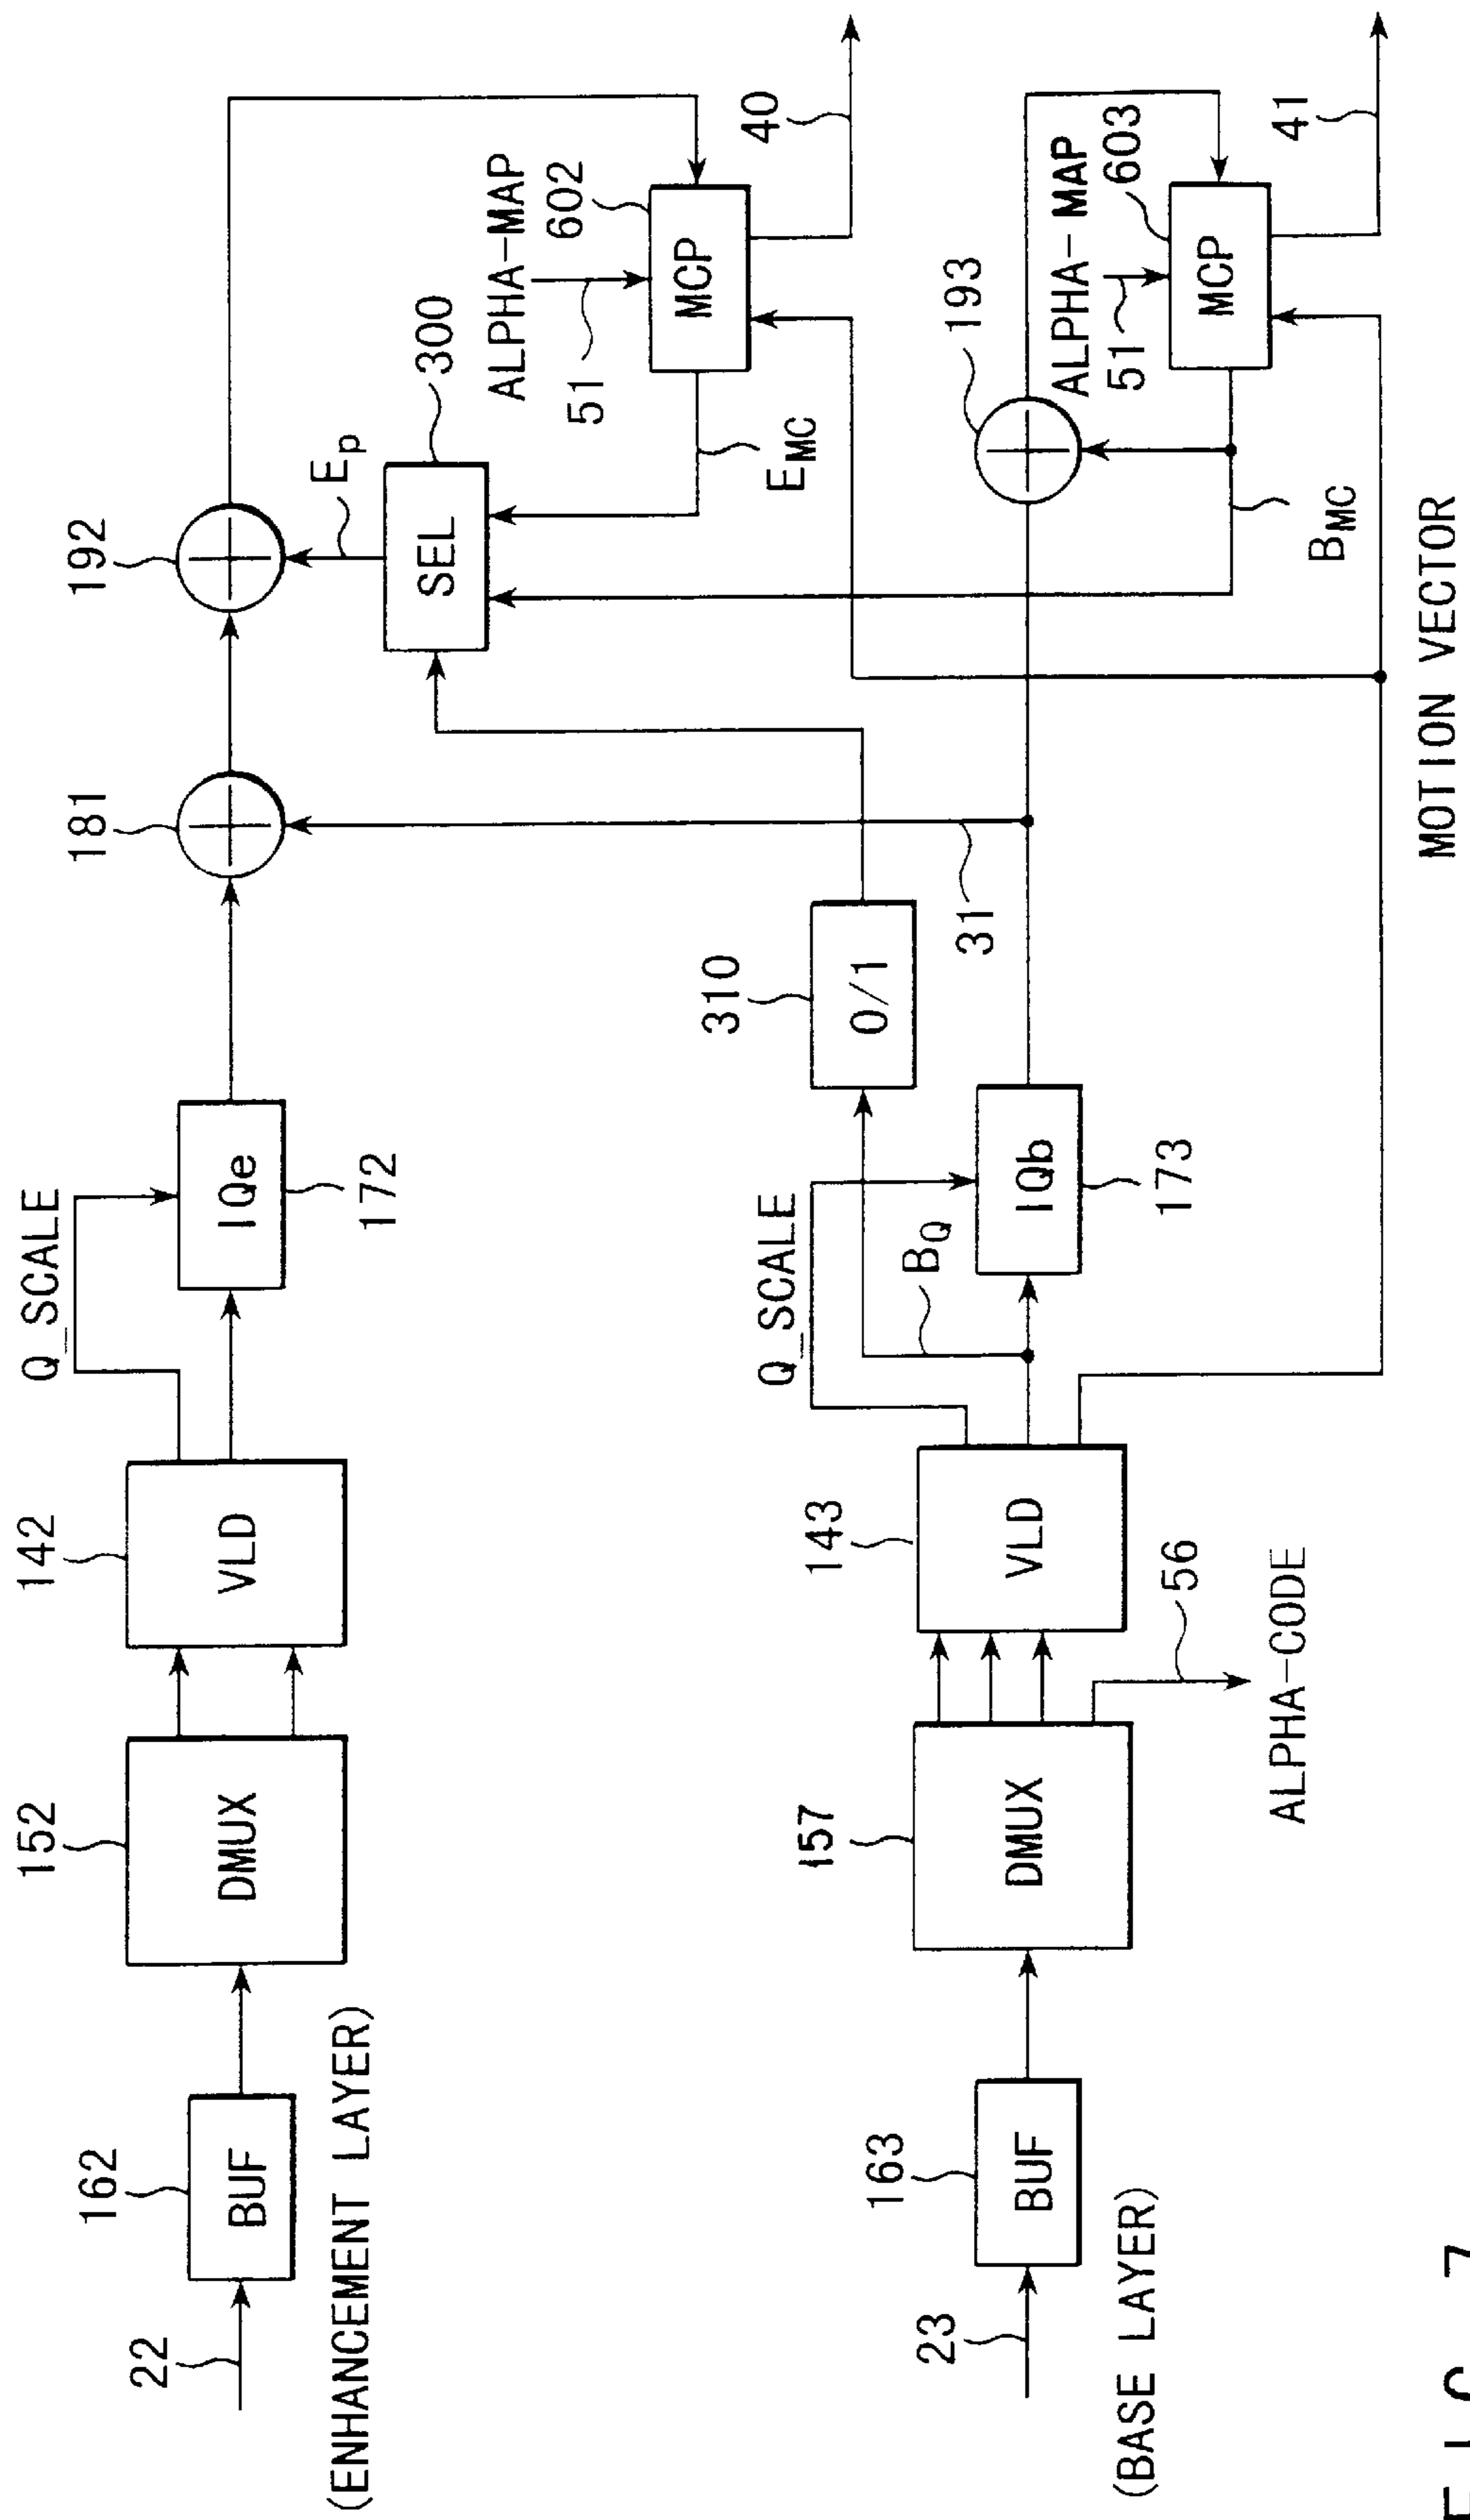 22
162
BUF
(ENHANCEMENT LAYER)
152
DMUX
142
VLD
Q_SCALE
IQe
172
181
192
Ep
SEL
300
EMC
ALPHA-MAP
51
602
MCP
40
23
163
BUF
(BASE LAYER)
157
DMUX
56
ALPHA-CODE
143
VLD
Q_SCALE
BQ
IQb
173
310
0/1
31
193
ALPHA-MAP
51
603
MCP
41
BMC
MOTION VECTOR